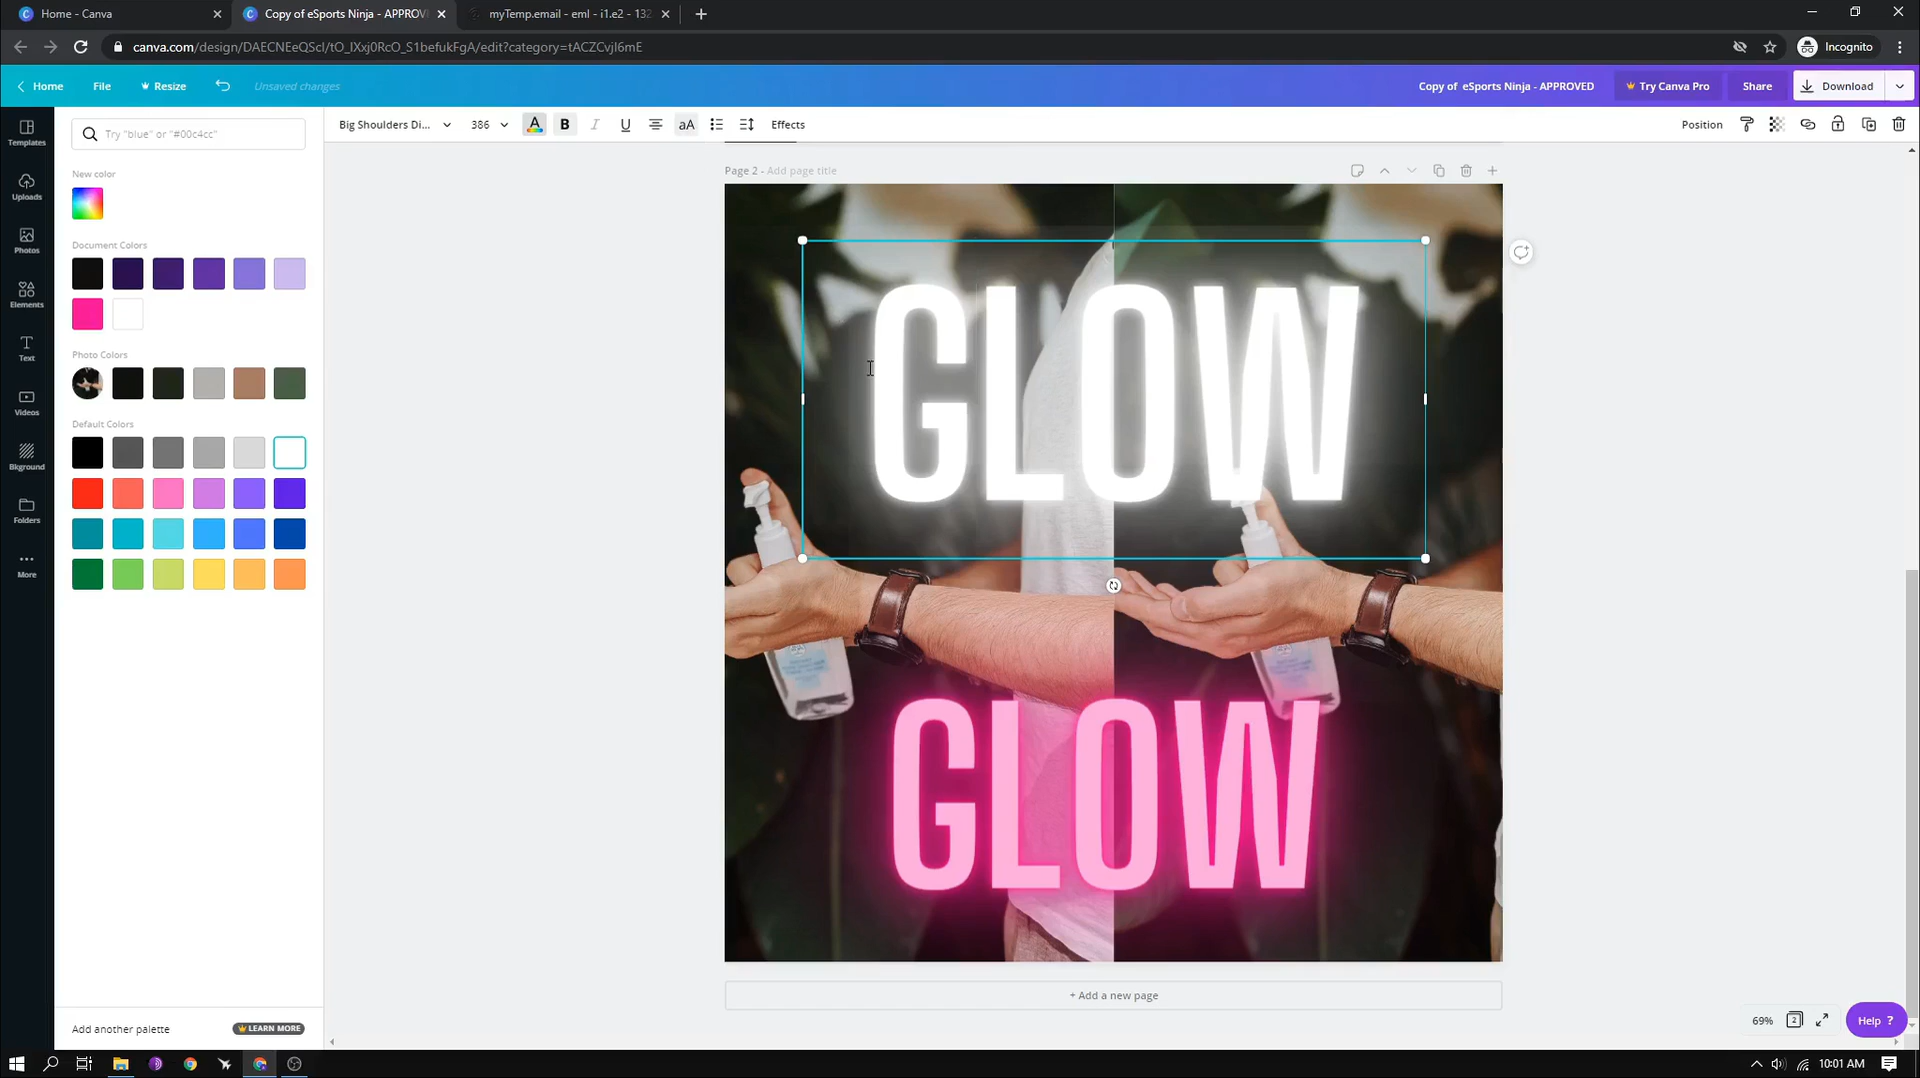 Home - Canva
Copy of eSports Ninja - APPROVED
myTemp.email - eml - i1.e2 - 132
canva.com/design/DAECNEeQScI/tO_IXxj0RcO_S1befukFgA/edit?category=tACZCvjI6mE
Incognito
Home
File
Resize
Unsaved changes
Copy of eSports Ninja - APPROVED
Try Canva Pro
Share
Download
Templates
Uploads
Photos
Elements
Text
Videos
Bkground
Folders
More
Try "blue" or "#00c4cc"
New color
Document Colors
Photo Colors
Default Colors
Add another palette
LEARN MORE
Big Shoulders Di...
386
A
B
I
U
aA
Effects
Position
Page 2 - Add page title
GLOW
GLOW
+ Add a new page
69%
2
Help ?
10:01 AM